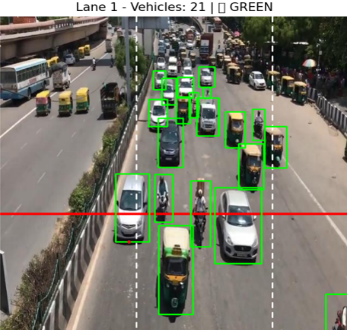 Lane 1 - Vehicles: 21 | ▯ GREEN